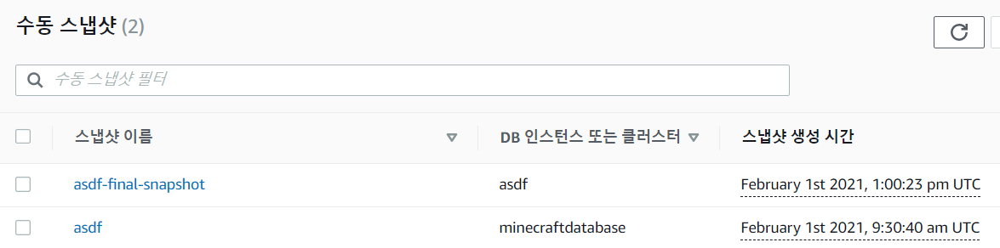 수동 스냅샷 (2)
수동 스냅샷 필터
스냅샷 이름 DB 인스턴스 또는 클러스터 스냅샷 생성 시간
asdf-final-snapshot asdf February 1st 2021, 1:00:23 pm UTC
asdf minecraftdatabase February 1st 2021, 9:30:40 am UTC